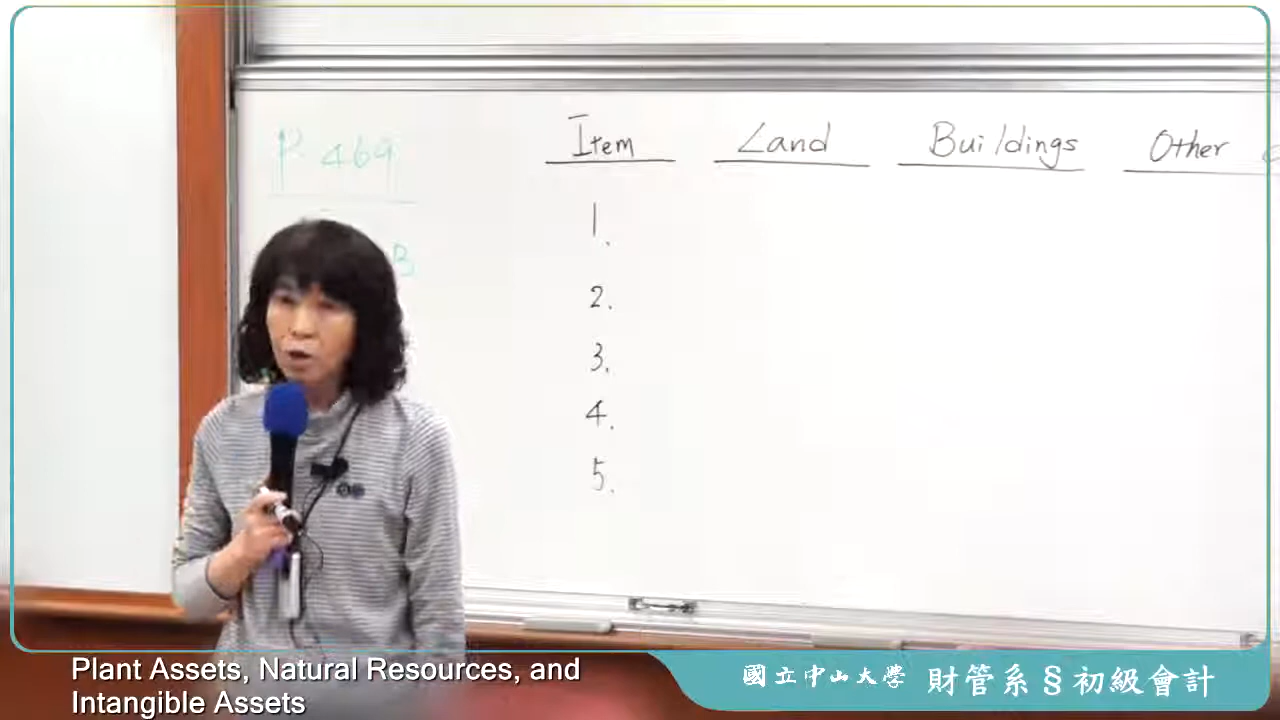 P. 469
B
Item Land Buildings Other
1.
2.
3.
4.
5.
Plant Assets, Natural Resources, and
Intangible Assets
國立中山大學 財管系§初級會計